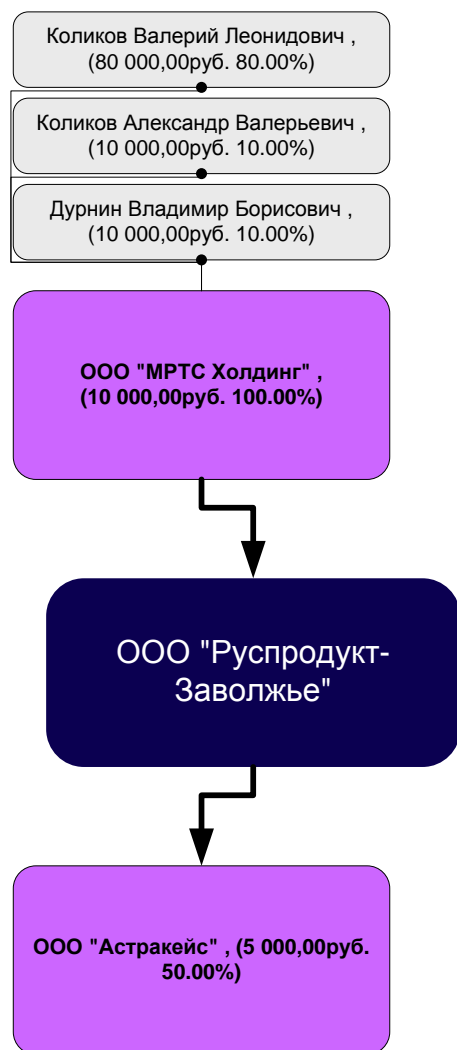 Коликов Валерий Леонидович ,
(80 000,00руб. 80.00%)
Коликов Александр Валерьевич ,
(10 000,00руб. 10.00%)
Дурнин Владимир Борисович ,
(10 000,00руб. 10.00%)
ООО "МРТС Холдинг" ,
(10 000,00руб. 100.00%)
ООО "Руспродукт-
Заволжье"
ООО "Астракейс" , (5 000,00руб.
50.00%)